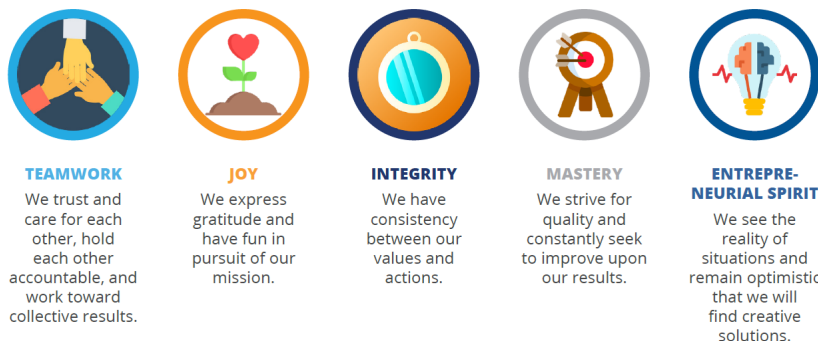 TEAMWORK
We trust and
care for each
other, hold
each other
accountable, and
work toward
collective results.
JOY
We express
gratitude and
have fun in
pursuit of our
mission.
INTEGRITY
We have
consistency
between our
values and
actions.
MASTERY
We strive for
quality and
constantly seek
to improve upon
our results.
ENTREPRE-
NEURIAL SPIRIT
We see the
reality of
situations and
remain optimistic
that we will
find creative
solutions.